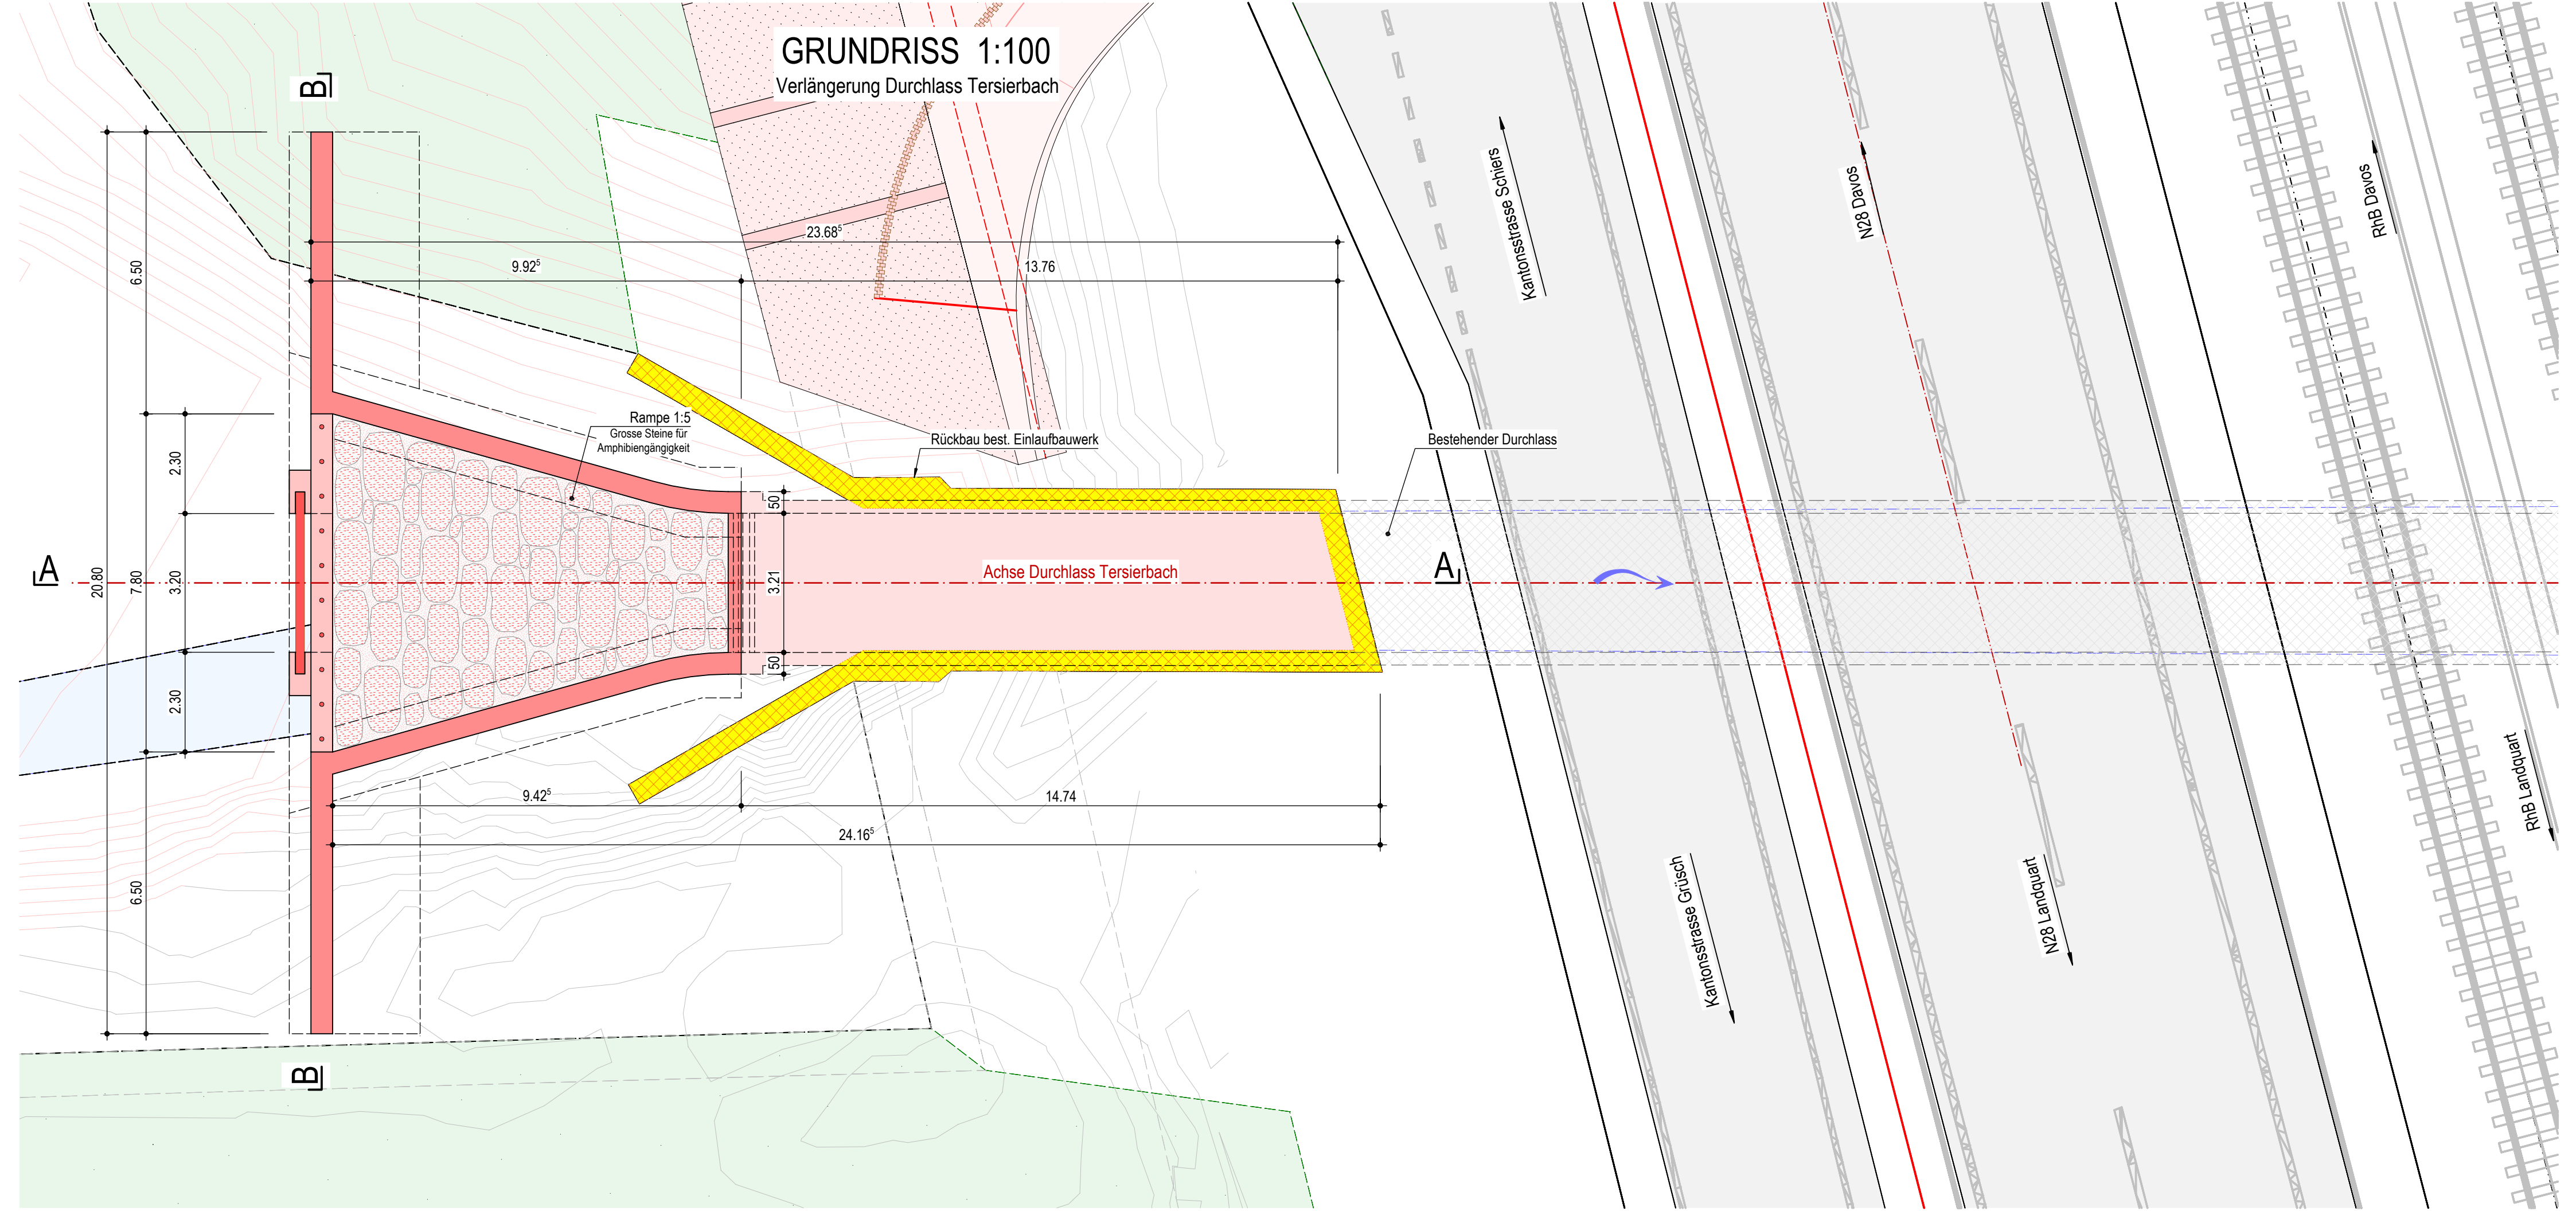 GRUNDRISS 1:100
Verlängerung Durchlass Tersierbach
B
23.68⁵
9.92⁵
13.76
6.50
Kantonsstrasse Schiers
N28 Davos
RhB Davos
Rampe 1:5
Grosse Steine für
Amphibiengängigkeit
Rückbau best. Einlaufbauwerk
Bestehender Durchlass
2.30
50
A
20.80
7.80
3.20
3.21
Achse Durchlass Tersierbach
A
50
2.30
9.42⁵
14.74
24.16⁵
6.50
Kantonsstrasse Grüsch
N28 Landquart
RhB Landquart
B